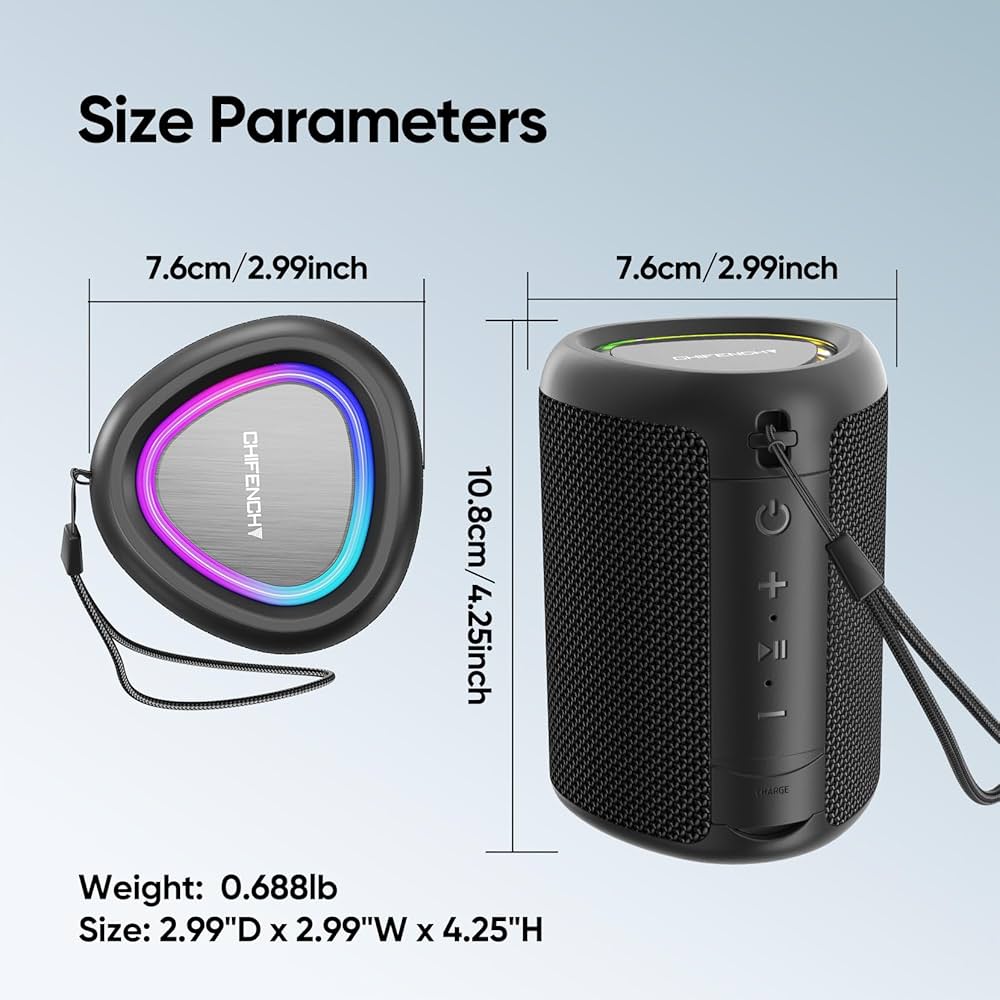 Size Parameters
7.6cm/2.99inch
7.6cm/2.99inch
CHIFENCHY
CHIFENCHY
10.8cm/4.25inch
CHARGE
Weight: 0.688lb
Size: 2.99"D x 2.99"W x 4.25"H